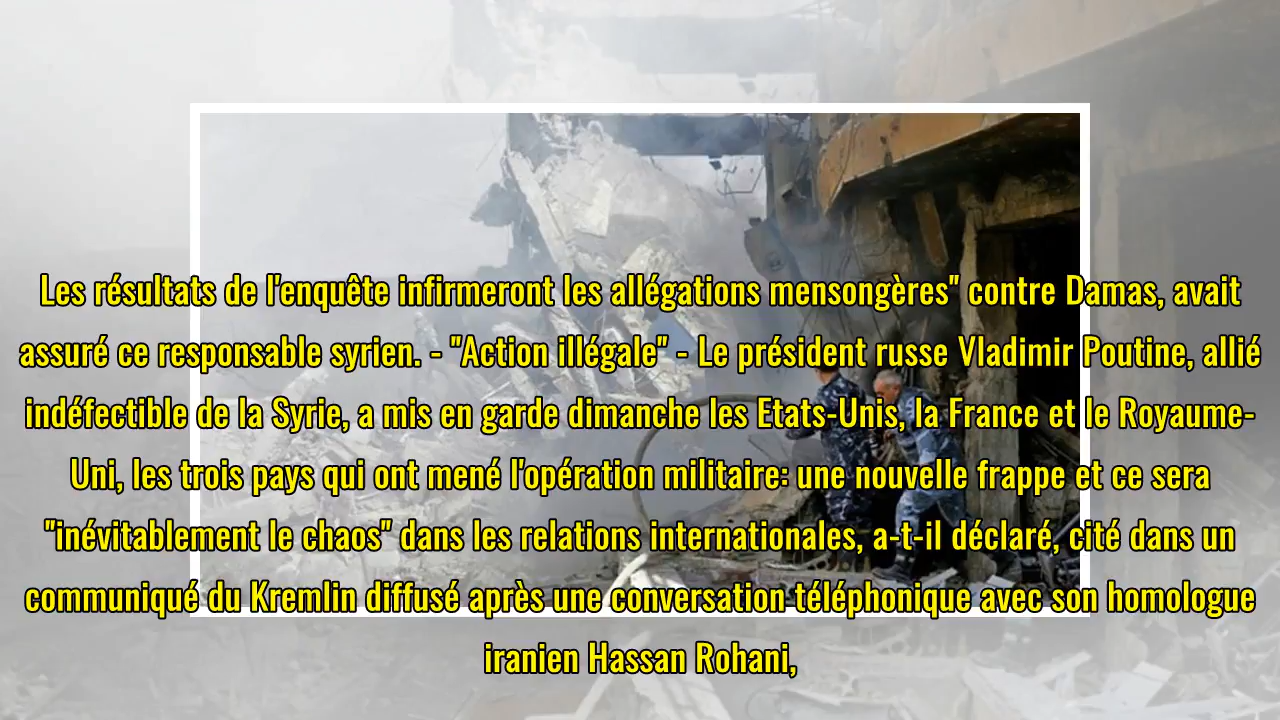 Les résultats de l'enquête infirmeront les allégations mensongères" contre Damas, avait
assuré ce responsable syrien. - "Action illégale" - Le président russe Vladimir Poutine, allié
indéfectible de la Syrie, a mis en garde dimanche les Etats-Unis, la France et le Royaume-
Uni, les trois pays qui ont mené l'opération militaire: une nouvelle frappe et ce sera
"inévitablement le chaos" dans les relations internationales, a-t-il déclaré, cité dans un
communiqué du Kremlin diffusé après une conversation téléphonique avec son homologue
iranien Hassan Rohani,